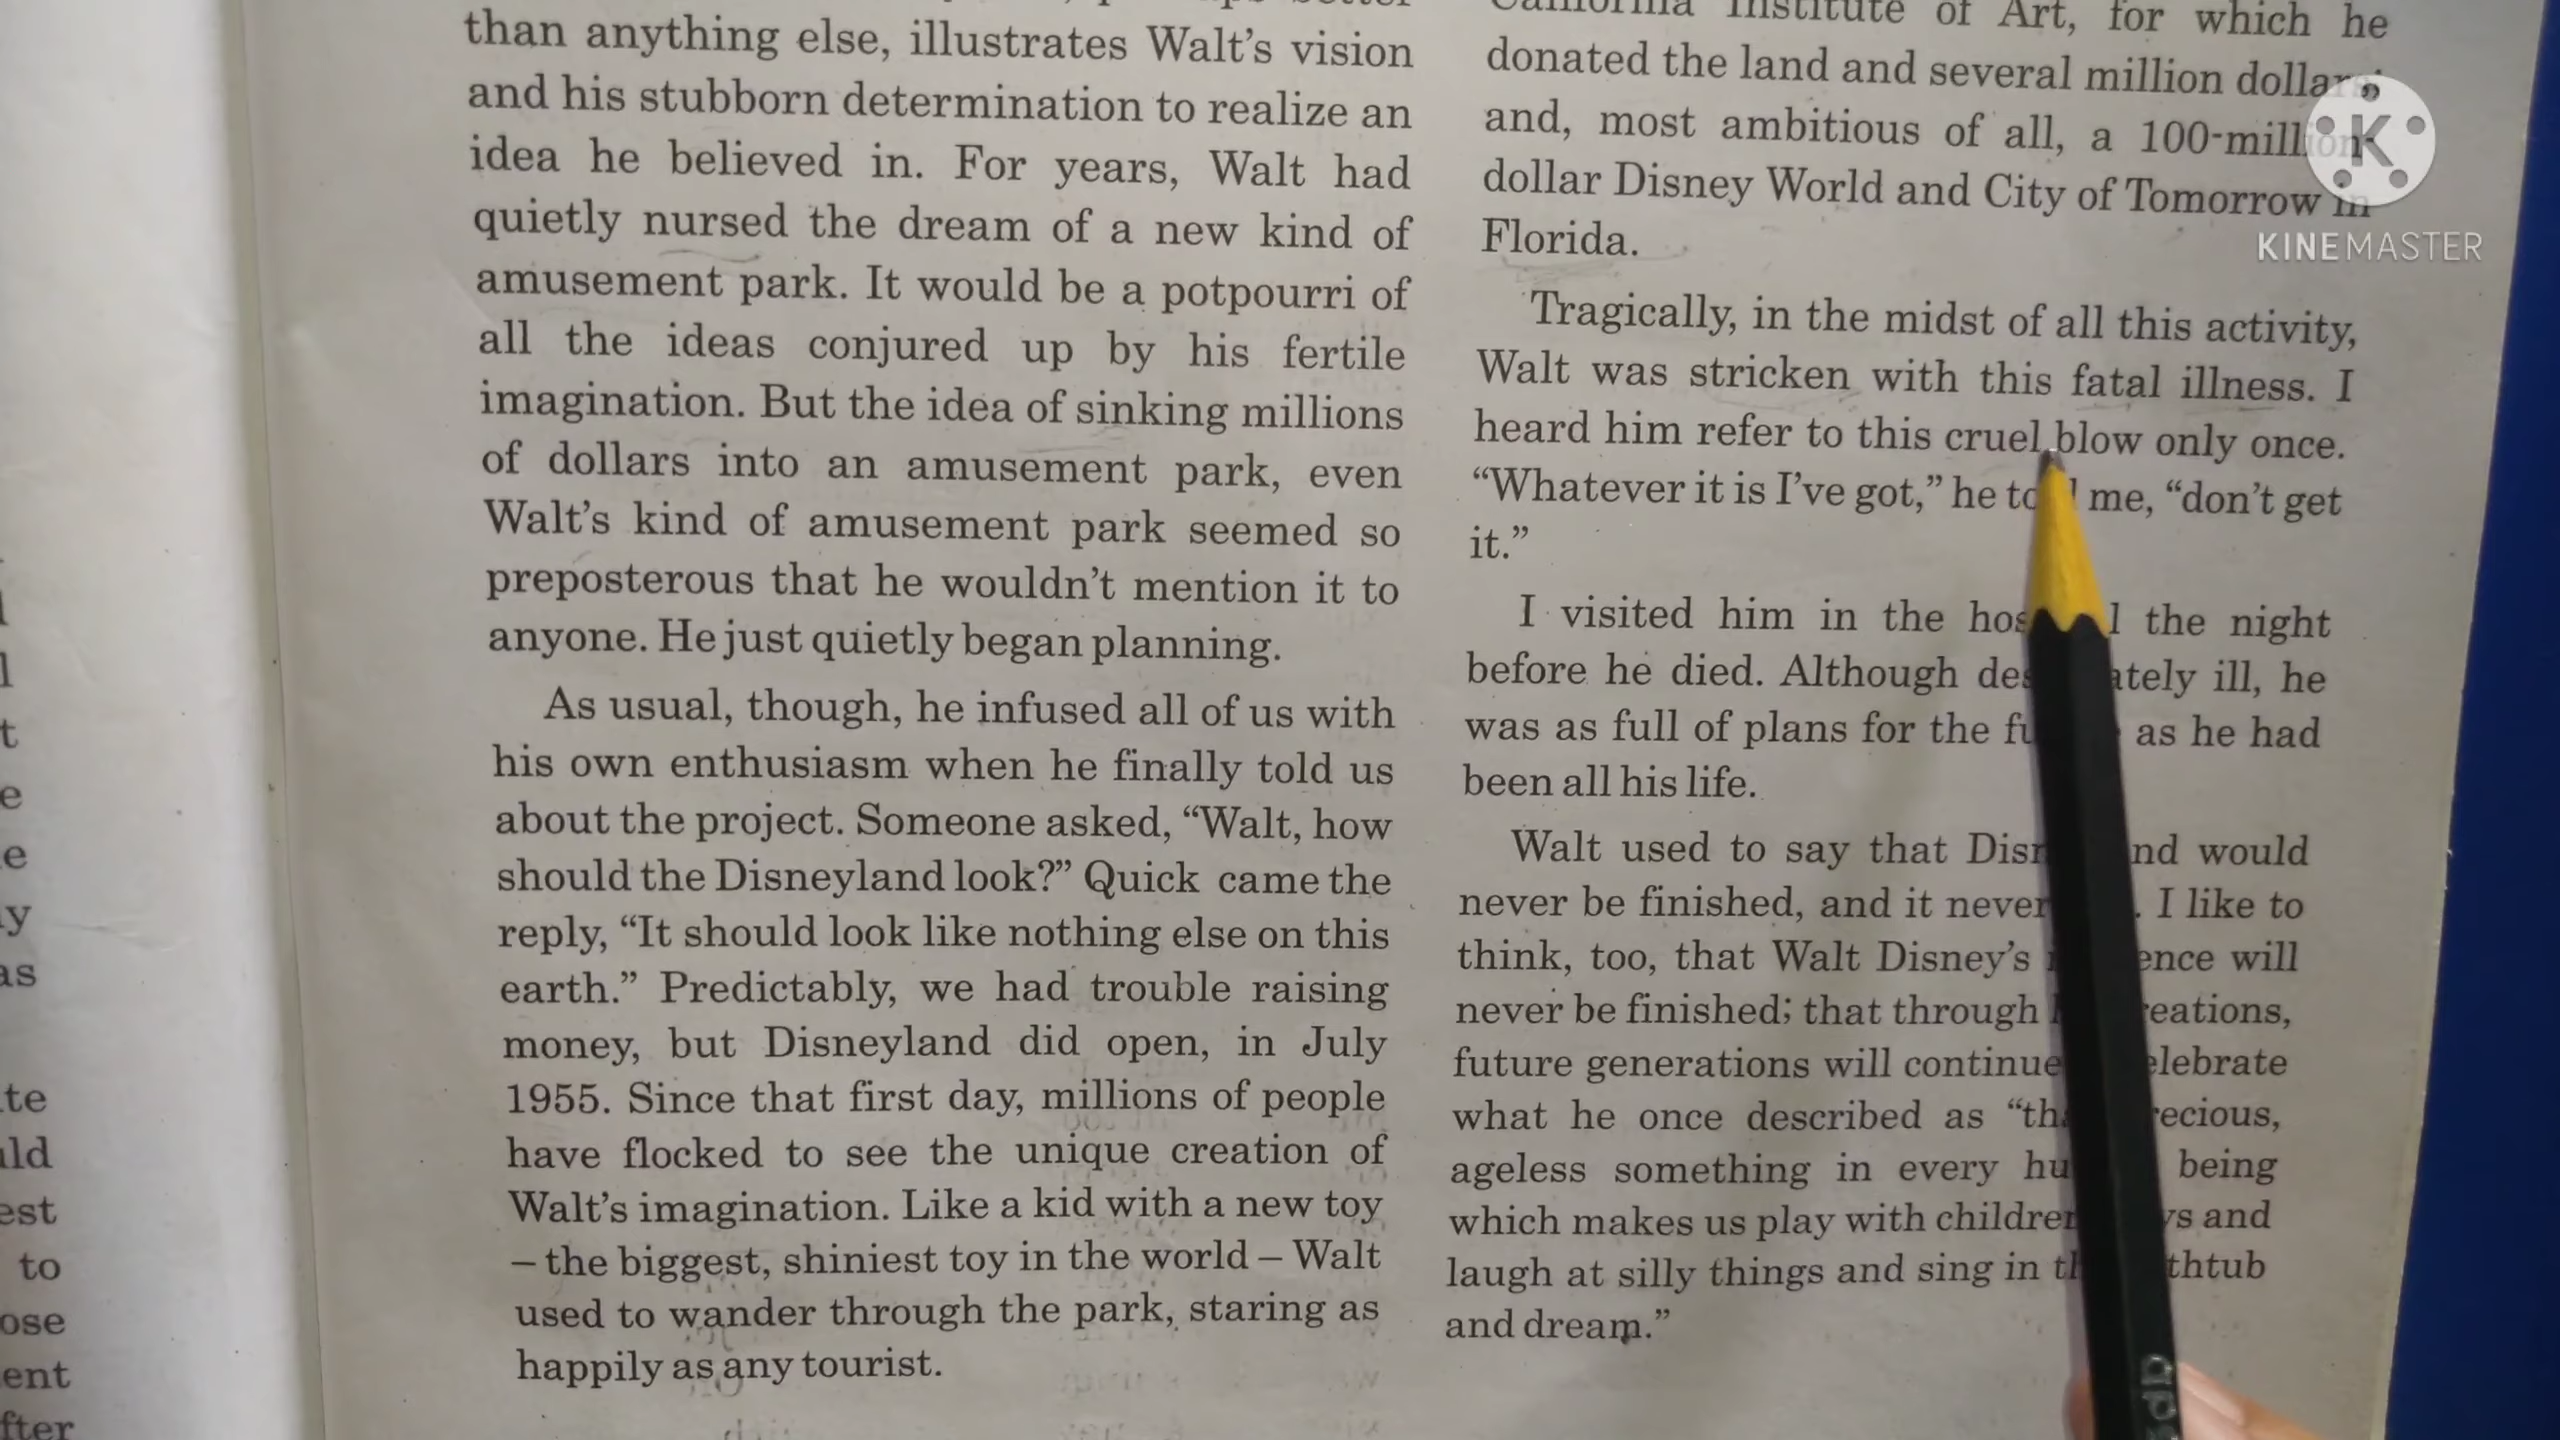 than anything else, illustrates Walt's vision
and his stubborn determination to realize an
idea he believed in. For years, Walt had
quietly nursed the dream of a new kind of
amusement park. It would be a potpourri of
all the ideas conjured up by his fertile
imagination. But the idea of sinking millions
of dollars into an amusement park, even
Walt's kind of amusement park seemed so
preposterous that he wouldn't mention it to
anyone. He just quietly began planning.
As usual, though, he infused all of us with
his own enthusiasm when he finally told us
about the project. Someone asked, “Walt, how
should the Disneyland look?” Quick came the
reply, “It should look like nothing else on this
earth.” Predictably, we had trouble raising
money, but Disneyland did open, in July
1955. Since that first day, millions of people
have flocked to see the unique creation of
Walt's imagination. Like a kid with a new toy
– the biggest, shiniest toy in the world – Walt
used to wander through the park, staring as
happily as any tourist.
California Institute of Art, for which he
donated the land and several million dollars,
and, most ambitious of all, a 100-million
dollar Disney World and City of Tomorrow in
Florida.
Tragically, in the midst of all this activity,
Walt was stricken with this fatal illness. I
heard him refer to this cruel blow only once.
“Whatever it is I've got,” he told me, “don't get
it.”
I visited him in the the night
before he died. Although ill, he
was as full of plans for the as he had
been all his life.
Walt used to say that would
never be finished, and it never I like to
think, too, that Walt Disney's will
never be finished; that through
future generations will continue
what he once described as
ageless something in every being
which makes us play with and
laugh at silly things and sing in
and dream.”
K
KINEMASTER
te
ld
est
to
ose
ent
fter